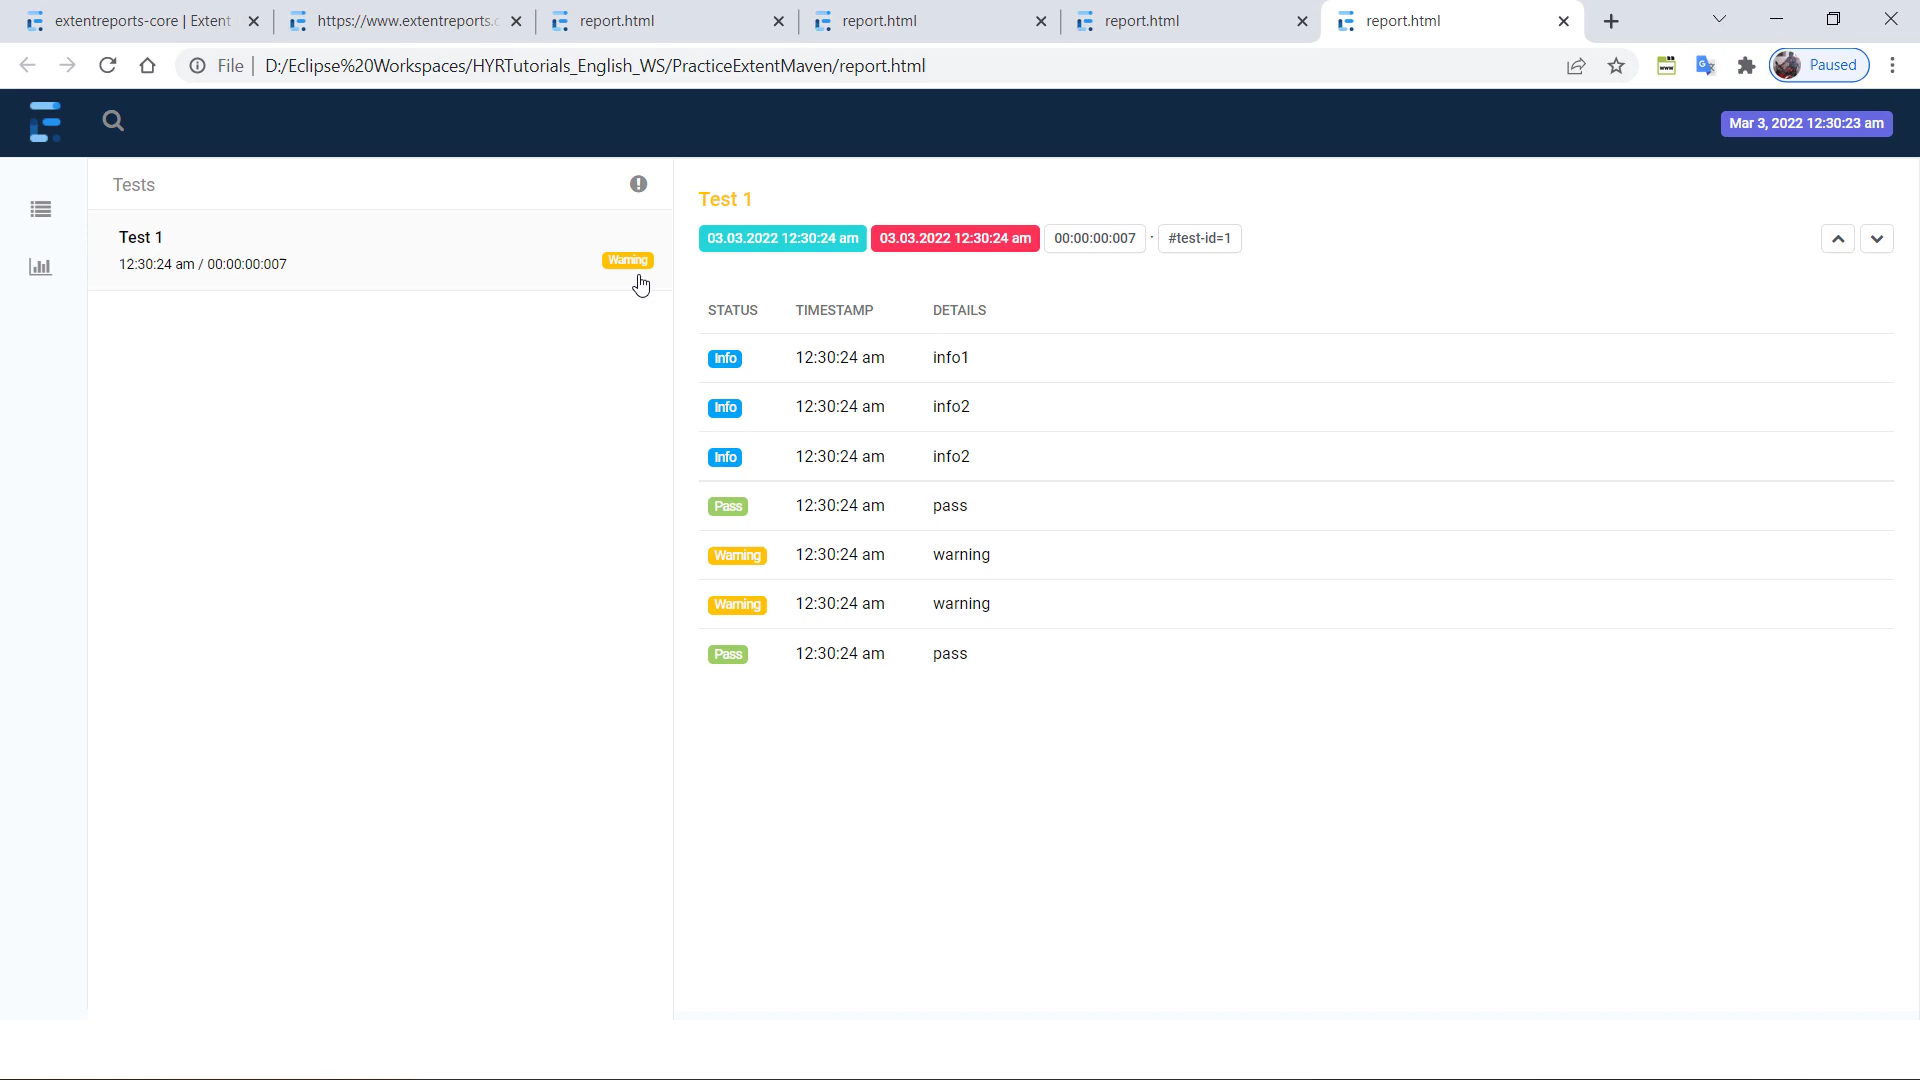 extentreports-core | Extent
https://www.extentreports.c
report.html
report.html
report.html
report.html
File
D:/Eclipse%20Workspaces/HYRTutorials_English_WS/PracticeExtentMaven/report.html
Paused
Mar 3, 2022 12:30:23 am
Tests
Test 1
12:30:24 am / 00:00:00:007
Warning
Test 1
03.03.2022 12:30:24 am
03.03.2022 12:30:24 am
00:00:00:007
·
#test-id=1
STATUS TIMESTAMP DETAILS
Info 12:30:24 am info1
Info 12:30:24 am info2
Info 12:30:24 am info2
Pass 12:30:24 am pass
Warning 12:30:24 am warning
Warning 12:30:24 am warning
Pass 12:30:24 am pass